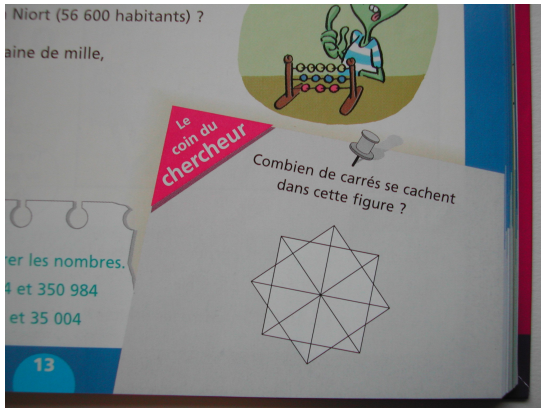 Niort (56 600 habitants) ?
aine de mille,
Le
coin du
chercheur
Combien de carrés se cachent
dans cette figure ?
rer les nombres.
4 et 350 984
et 35 004
13